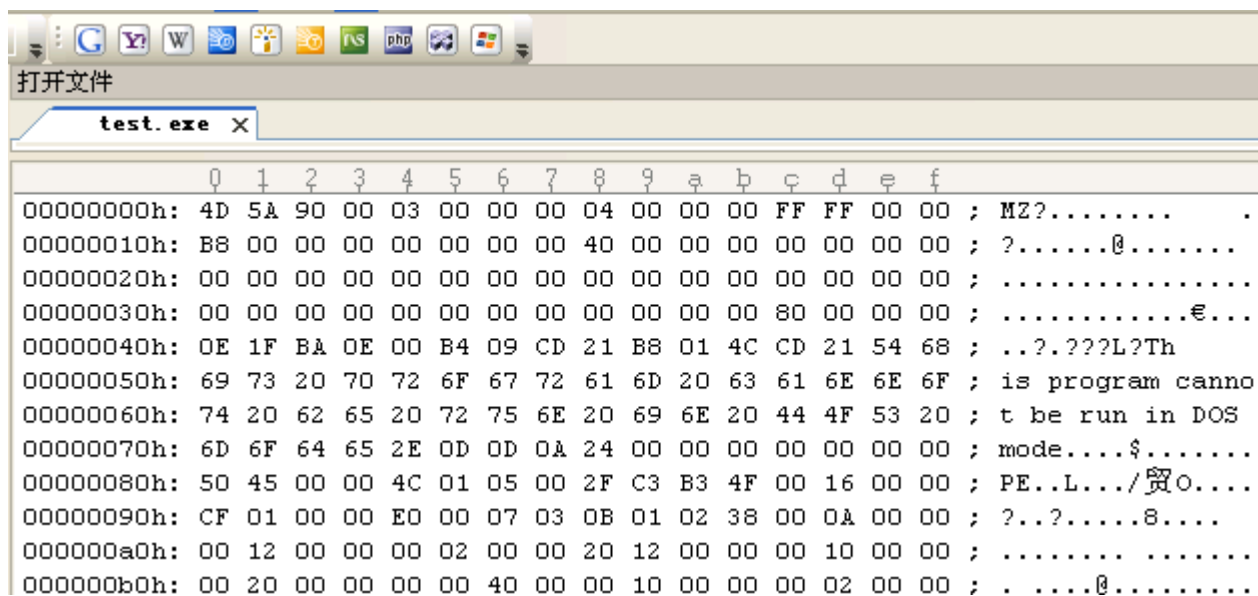 G Y! W php
打开文件
test.exe X
0 1 2 3 4 5 6 7 8 9 a b c d e f
00000000h: 4D 5A 90 00 03 00 00 00 04 00 00 00 FF FF 00 00 ; MZ?........ .
00000010h: B8 00 00 00 00 00 00 00 40 00 00 00 00 00 00 00 ; ?......@.......
00000020h: 00 00 00 00 00 00 00 00 00 00 00 00 00 00 00 00 ; ................
00000030h: 00 00 00 00 00 00 00 00 00 00 00 00 80 00 00 00 ; ............€...
00000040h: 0E 1F BA 0E 00 B4 09 CD 21 B8 01 4C CD 21 54 68 ; ..?.???L?Th
00000050h: 69 73 20 70 72 6F 67 72 61 6D 20 63 61 6E 6E 6F ; is program canno
00000060h: 74 20 62 65 20 72 75 6E 20 69 6E 20 44 4F 53 20 ; t be run in DOS
00000070h: 6D 6F 64 65 2E 0D 0D 0A 24 00 00 00 00 00 00 00 ; mode....$.......
00000080h: 50 45 00 00 4C 01 05 00 2F C3 B3 4F 00 16 00 00 ; PE..L.../贸O....
00000090h: CF 01 00 00 E0 00 07 03 0B 01 02 38 00 0A 00 00 ; ?..?.....8....
000000a0h: 00 12 00 00 00 02 00 00 20 12 00 00 00 10 00 00 ; ........ .......
000000b0h: 00 20 00 00 00 00 40 00 00 10 00 00 00 02 00 00 ; . ....@.........